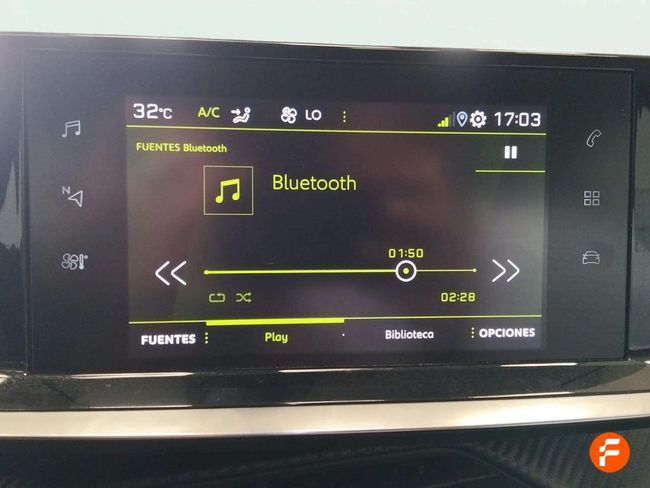 32°C A/C LO 17:03
FUENTES Bluetooth
Bluetooth
N
01:50
02:28
FUENTES Play Biblioteca OPCIONES